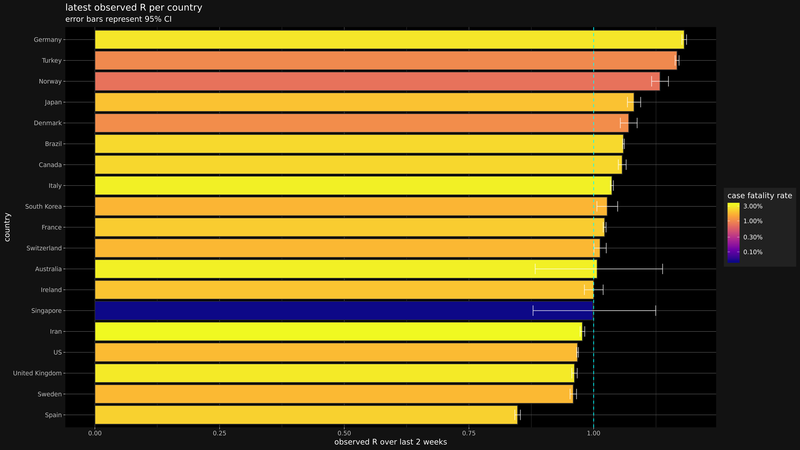 latest observed R per country
error bars represent 95% CI
Germany
Turkey
Norway
Japan
Denmark
Brazil
Canada
Italy
South Korea
France
Switzerland
Australia
Ireland
Singapore
Iran
US
United Kingdom
Sweden
Spain
country
0.00 0.25 0.50 0.75 1.00
observed R over last 2 weeks
case fatality rate
3.00%
1.00%
0.30%
0.10%